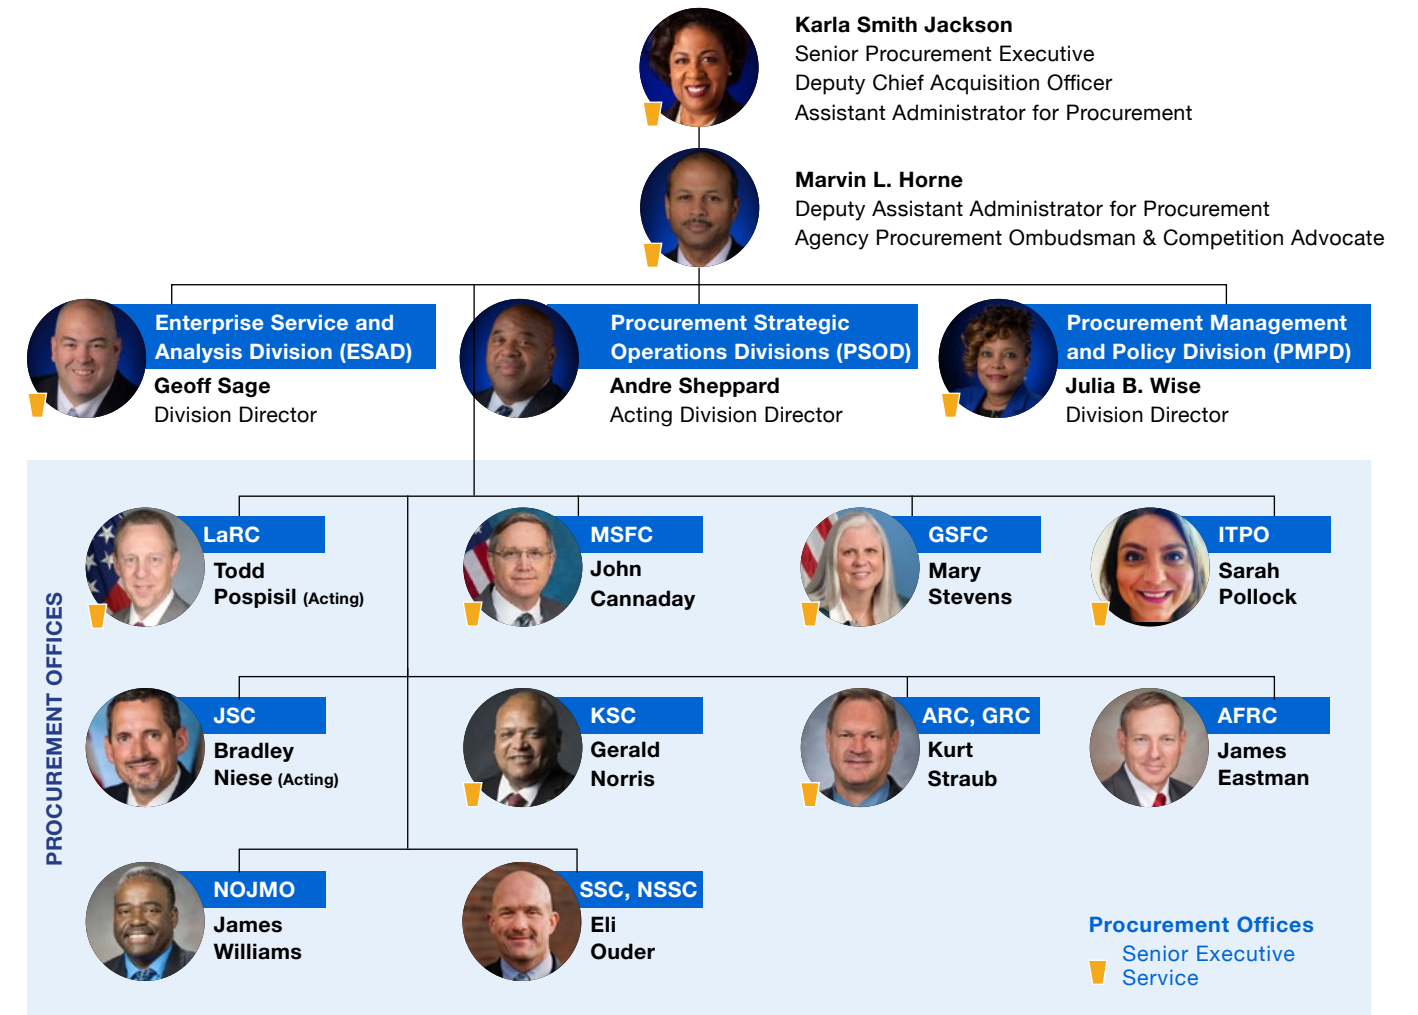 Karla Smith Jackson
Senior Procurement Executive
Deputy Chief Acquisition Officer
Assistant Administrator for Procurement
Marvin L. Horne
Deputy Assistant Administrator for Procurement
Agency Procurement Ombudsman & Competition Advocate
Enterprise Service and
Analysis Division (ESAD)
Geoff Sage
Division Director
Procurement Strategic
Operations Divisions (PSOD)
Andre Sheppard
Acting Division Director
Procurement Management
and Policy Division (PMPD)
Julia B. Wise
Division Director
PROCUREMENT OFFICES
LaRC
Todd
Pospisil (Acting)
MSFC
John
Cannaday
GSFC
Mary
Stevens
ITPO
Sarah
Pollock
JSC
Bradley
Niese (Acting)
KSC
Gerald
Norris
ARC, GRC
Kurt
Straub
AFRC
James
Eastman
NOJMO
James
Williams
SSC, NSSC
Eli
Ouder
Procurement Offices
Senior Executive
Service